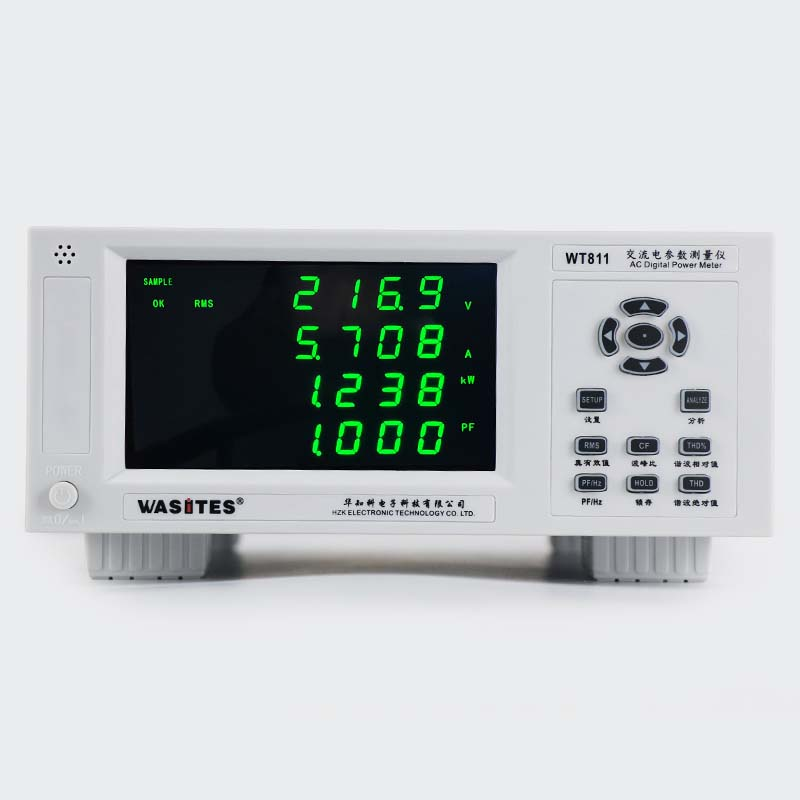 WT811 交流电参数测量仪
AC Digital Power Meter
SAMPLE
OK RMS
216.9 V
5.708 A
1.238 kW
1.000 PF
SETUP ANALYZE
设置 分析
RMS CF THD%
真有效值 波峰比 谐波相对值
PF/Hz HOLD THD
PF/Hz 锁存 谐波绝对值
POWER
WASITES®
华知科电子科技有限公司
HZK ELECTRONIC TECHNOLOGY CO. LTD.